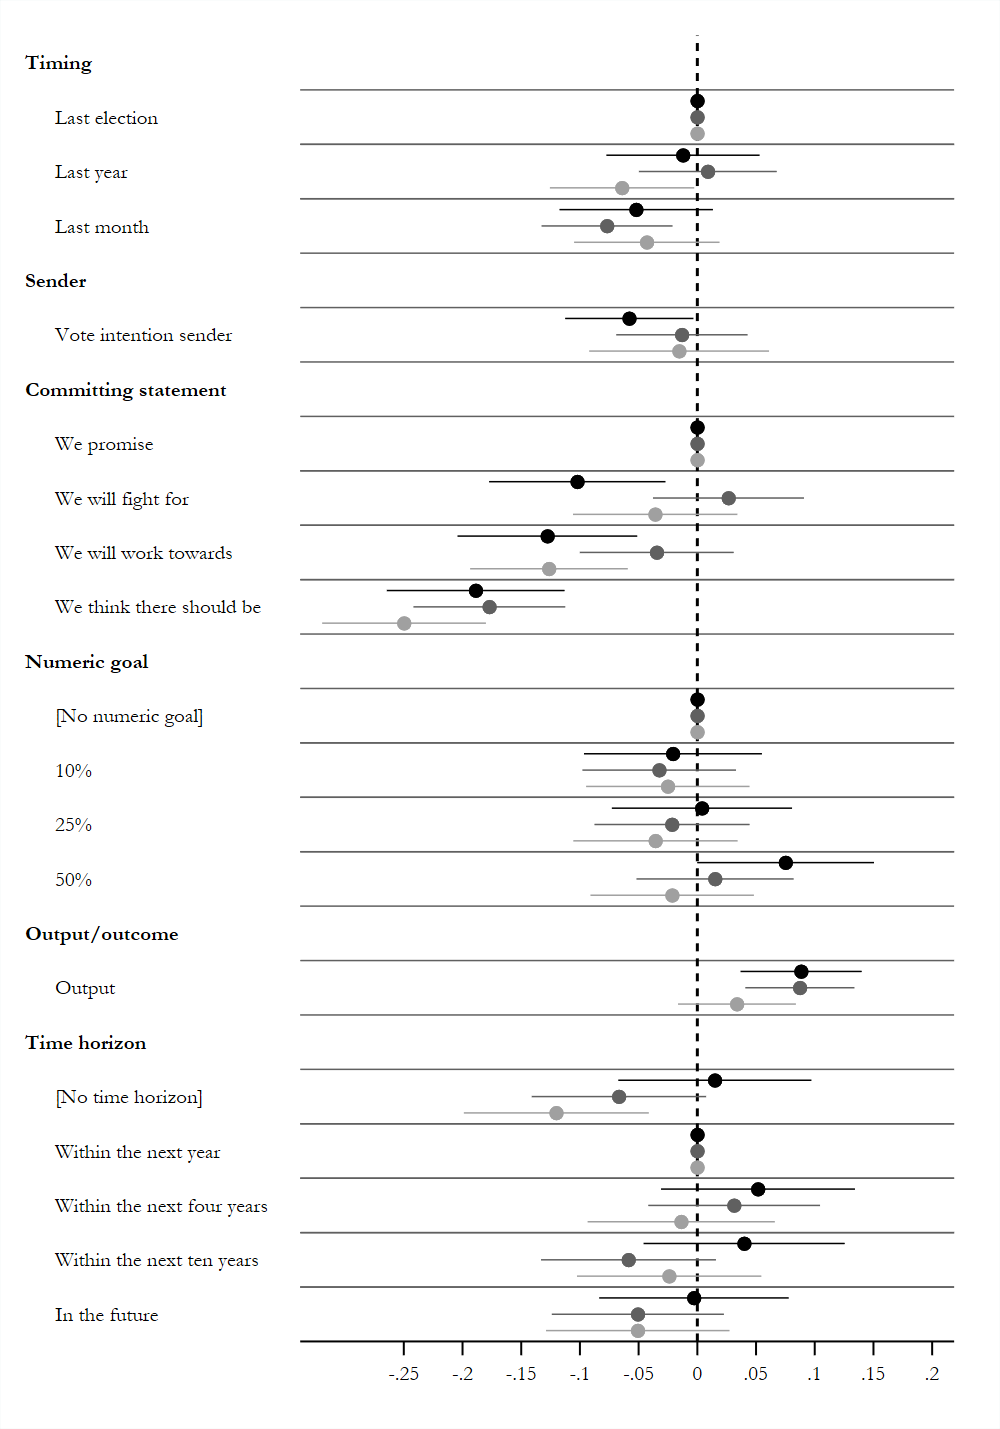 Timing
Last election
Last year
Last month
Sender
Vote intention sender
Committing statement
We promise
We will fight for
We will work towards
We think there should be
Numeric goal
[No numeric goal]
10%
25%
50%
Output/outcome
Output
Time horizon
[No time horizon]
Within the next year
Within the next four years
Within the next ten years
In the future
-.25 -.2 -.15 -.1 -.05 0 .05 .1 .15 .2